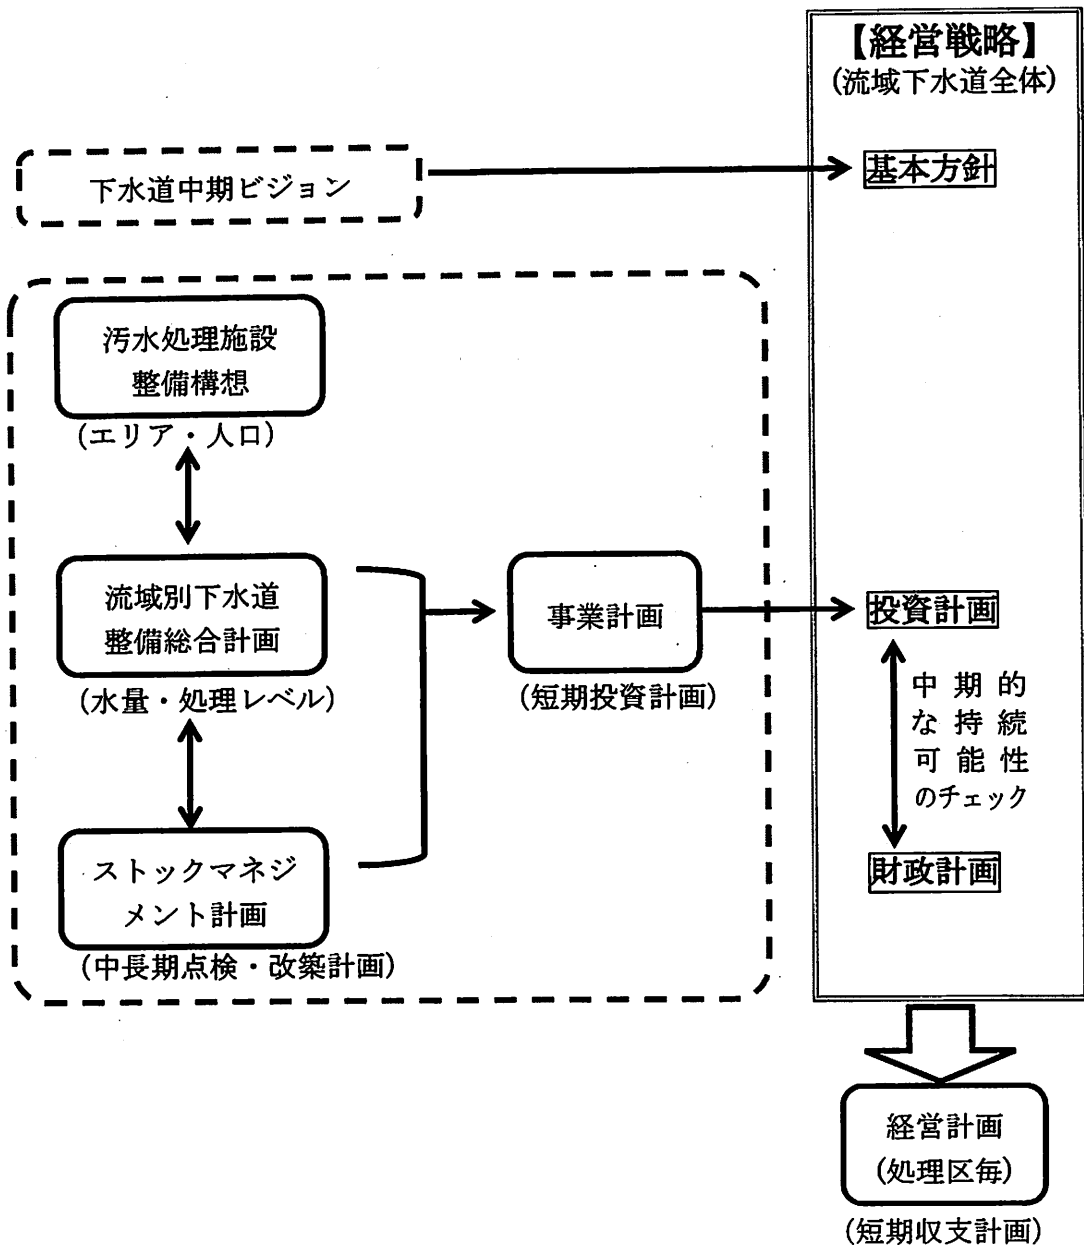 【経営戦略】
(流域下水道全体)
下水道中期ビジョン
基本方針
汚水処理施設
整備構想
(エリア・人口)
流域別下水道
整備総合計画
(水量・処理レベル)
ストックマネジ
メント計画
(中長期点検・改築計画)
事業計画
(短期投資計画)
投資計画
中期的
な持続
可能性
のチェック
財政計画
経営計画
(処理区毎)
(短期収支計画)